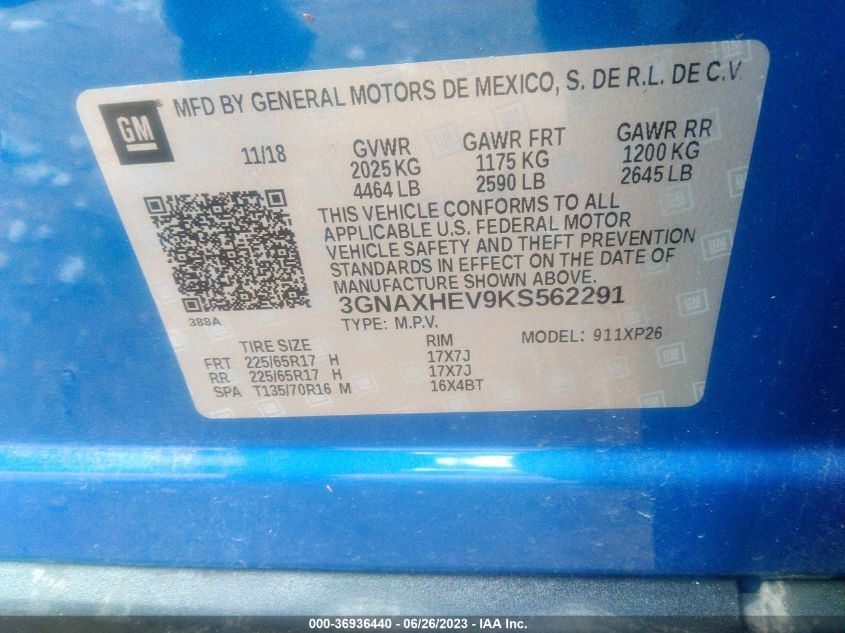 GM MFD BY GENERAL MOTORS DE MEXICO, S. DE R.L. DE C.V
11/18 GVWR GAWR FRT GAWR RR
2025 KG 1175 KG 1200 KG
4464 LB 2590 LB 2645 LB
THIS VEHICLE CONFORMS TO ALL
APPLICABLE U.S. FEDERAL MOTOR
VEHICLE SAFETY AND THEFT PREVENTION
STANDARDS IN EFFECT ON THE DATE OF
MANUFACTURE SHOWN ABOVE.
3GNAXHEV9KS562291
388A
TYPE: M.P.V. MODEL: 911XP26
TIRE SIZE RIM
FRT 225/65R17 H 17X7J
RR 225/65R17 H 17X7J
SPA T135/70R16 M 16X4BT
000-36936440 - 06/26/2023 - IAA Inc.